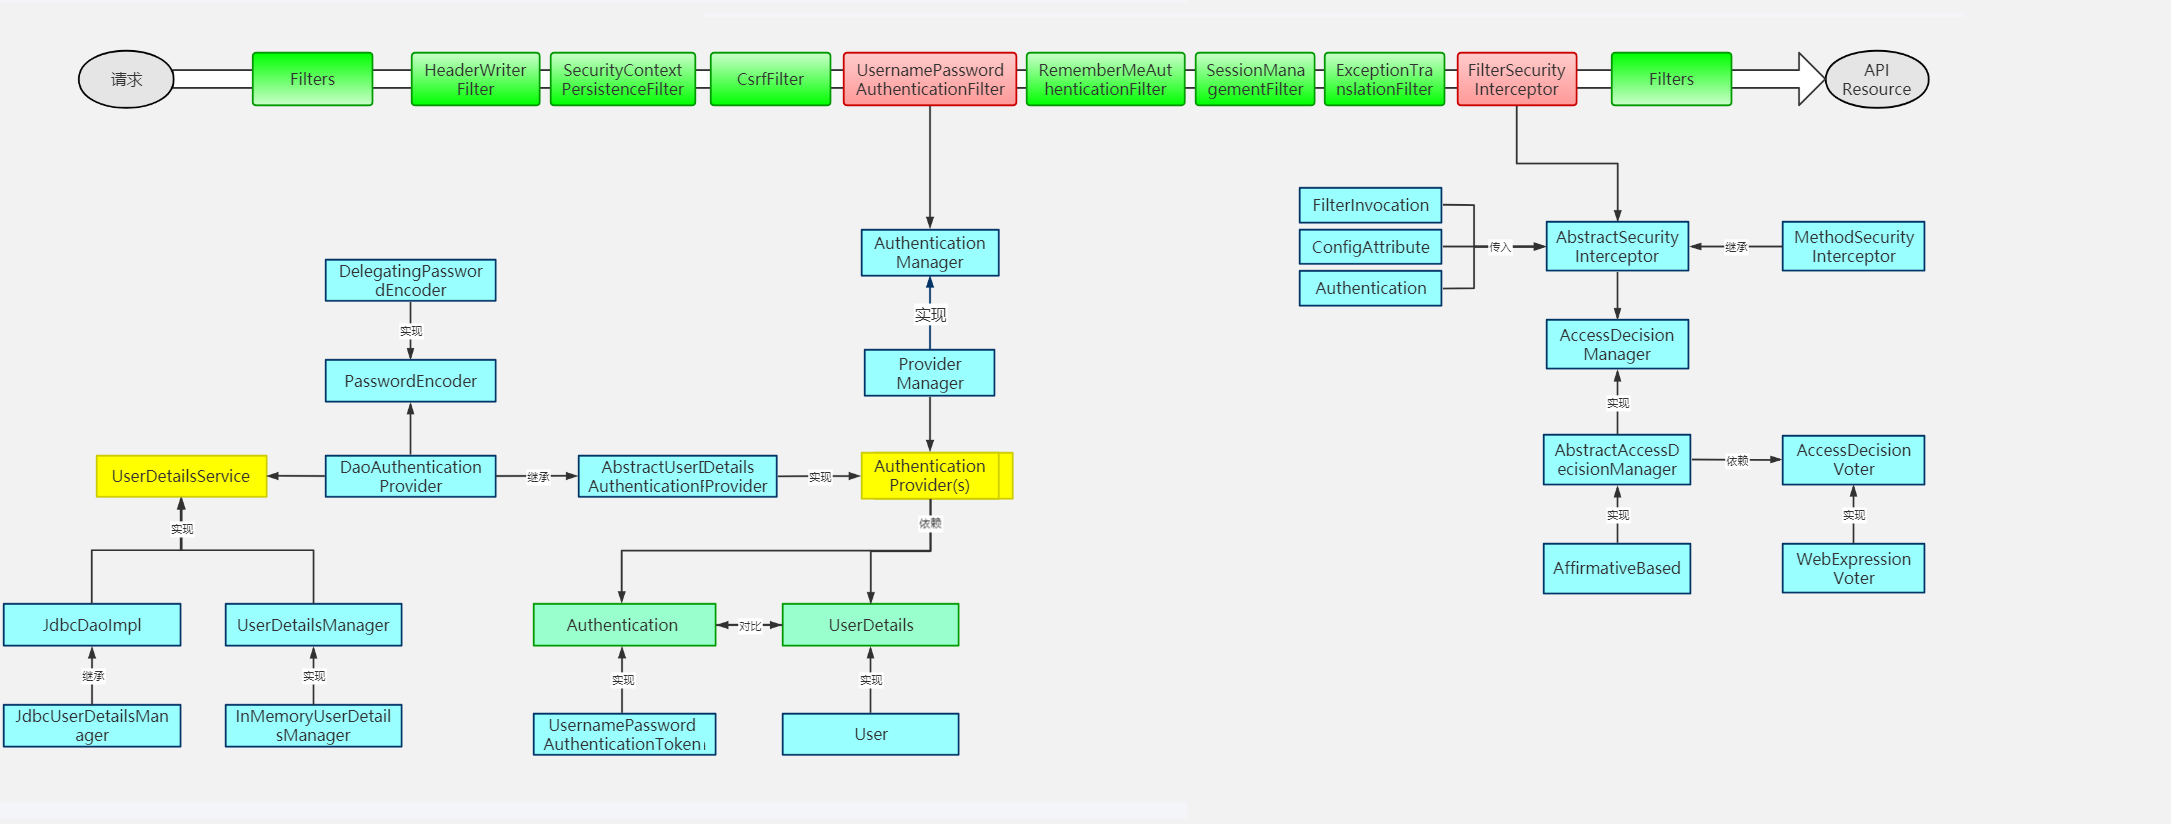 请求
Filters
HeaderWriter
Filter
SecurityContext
PersistenceFilter
CsrfFilter
UsernamePassword
AuthenticationFilter
RememberMeAut
henticationFilter
SessionMana
gementFilter
ExceptionTra
nslationFilter
FilterSecurity
Interceptor
Filters
API
Resource
FilterInvocation
ConfigAttribute
Authentication
传入
AbstractSecurity
Interceptor
继承
MethodSecurity
Interceptor
Authentication
Manager
实现
Provider
Manager
DelegatingPasswor
dEncoder
实现
PasswordEncoder
AccessDecision
Manager
实现
UserDetailsService
DaoAuthentication
Provider
继承
AbstractUserDetails
AuthenticationProvider
实现
Authentication
Provider(s)
依赖
AbstractAccessD
ecisionManager
依赖
AccessDecision
Voter
实现
实现
实现
AffirmativeBased
WebExpression
Voter
JdbcDaoImpl
UserDetailsManager
Authentication
对比
UserDetails
继承
实现
实现
实现
JdbcUserDetailsMan
ager
InMemoryUserDetail
sManager
UsernamePassword
AuthenticationToken
User